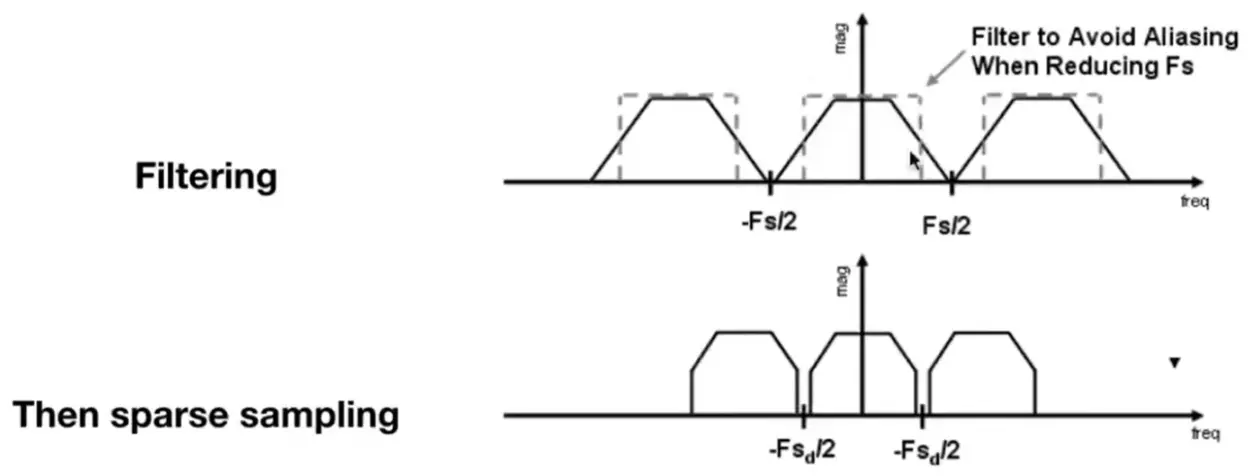 mag
Filter to Avoid Aliasing
When Reducing Fs
Filtering
-Fs/2
Fs/2
freq
mag
Then sparse sampling
-Fsd/2
-Fsd/2
freq